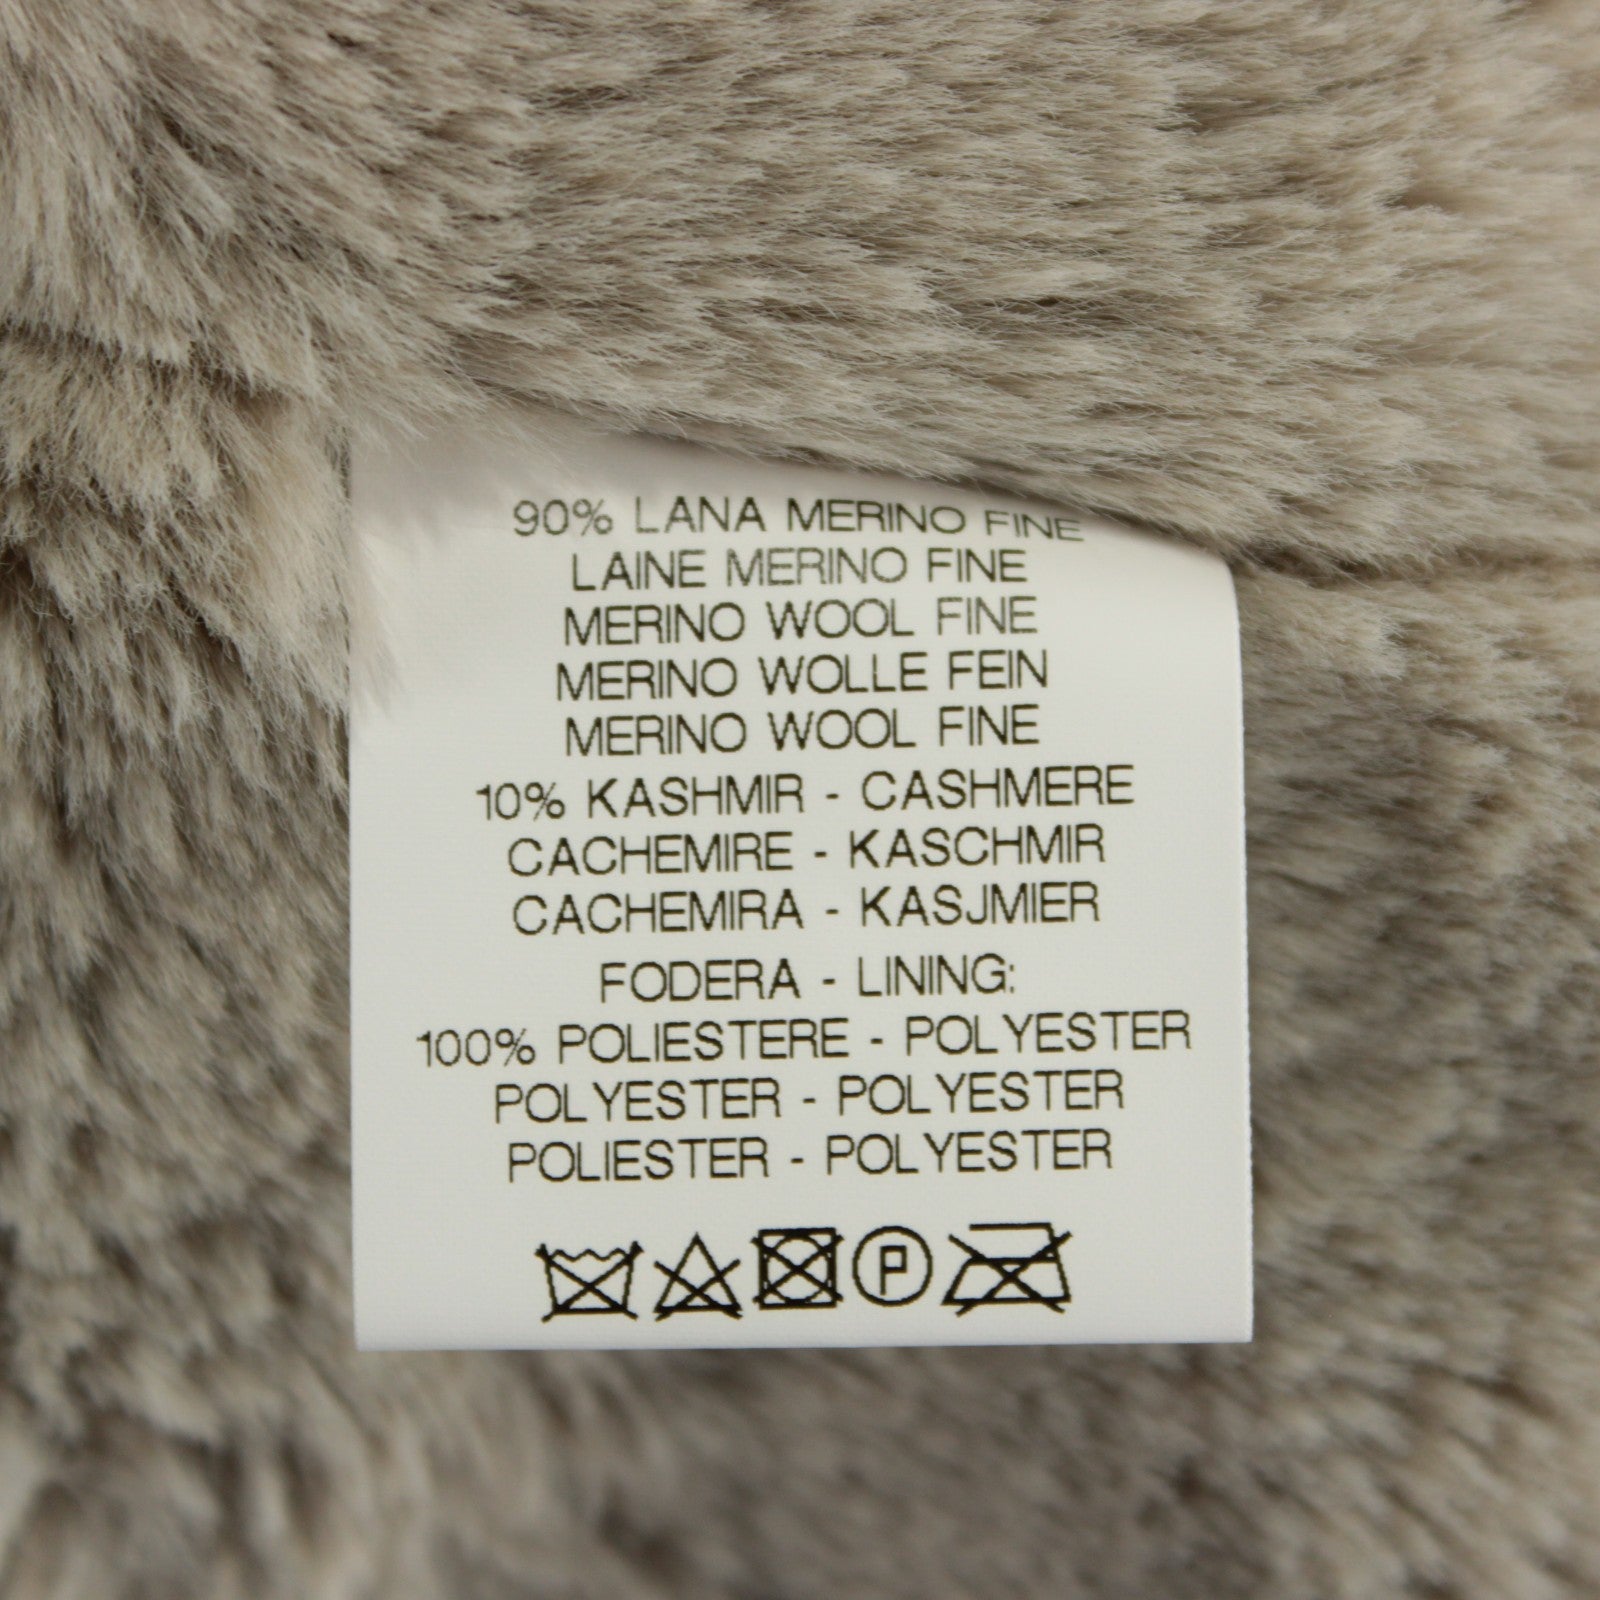 90% LANA MERINO FINE
LAINE MERINO FINE
MERINO WOOL FINE
MERINO WOLLE FEIN
MERINO WOOL FINE
10% KASHMIR - CASHMERE
CACHEMIRE - KASCHMIR
CACHEMIRA - KASJMIER
FODERA - LINING:
100% POLIESTERE - POLYESTER
POLYESTER - POLYESTER
POLIESTER - POLYESTER
P